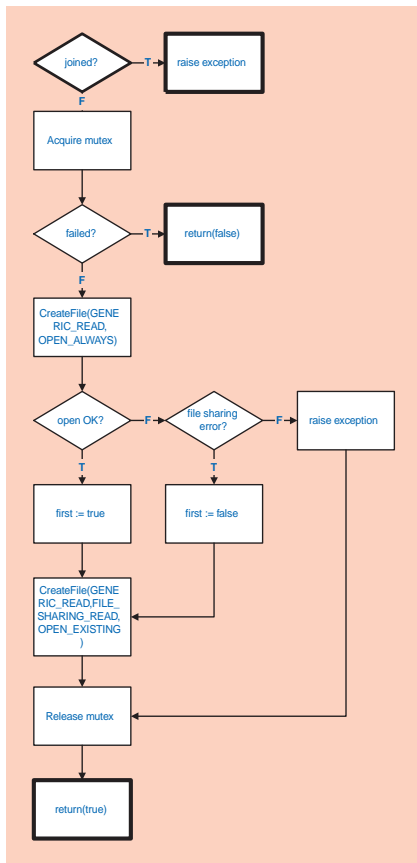 joined?
T
raise exception
F
Acquire mutex
failed?
T
return(false)
F
CreateFile(GENE
RIC_READ,
OPEN_ALWAYS)
open OK?
F
file sharing
error?
F
raise exception
T
T
first := true
first := false
CreateFile(GENE
RIC_READ,FILE_
SHARING_READ,
OPEN_EXISTING
)
Release mutex
return(true)